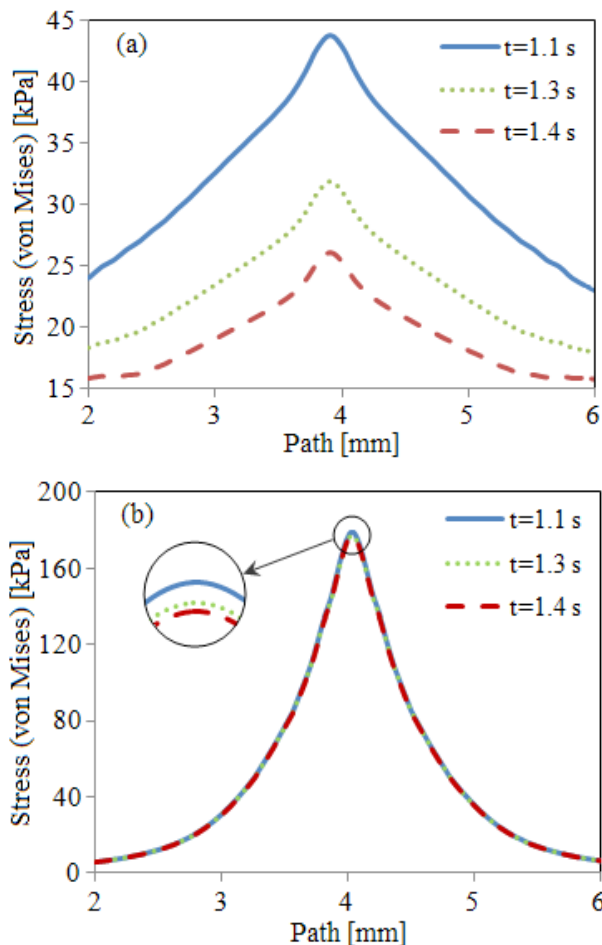 (a)
t=1.1 s
t=1.3 s
t=1.4 s
Stress (von Mises) [kPa]
45
40
35
30
25
20
15
2 3 4 5 6
Path [mm]
(b)
t=1.1 s
t=1.3 s
t=1.4 s
Stress (von Mises) [kPa]
200
160
120
80
40
0
2 3 4 5 6
Path [mm]